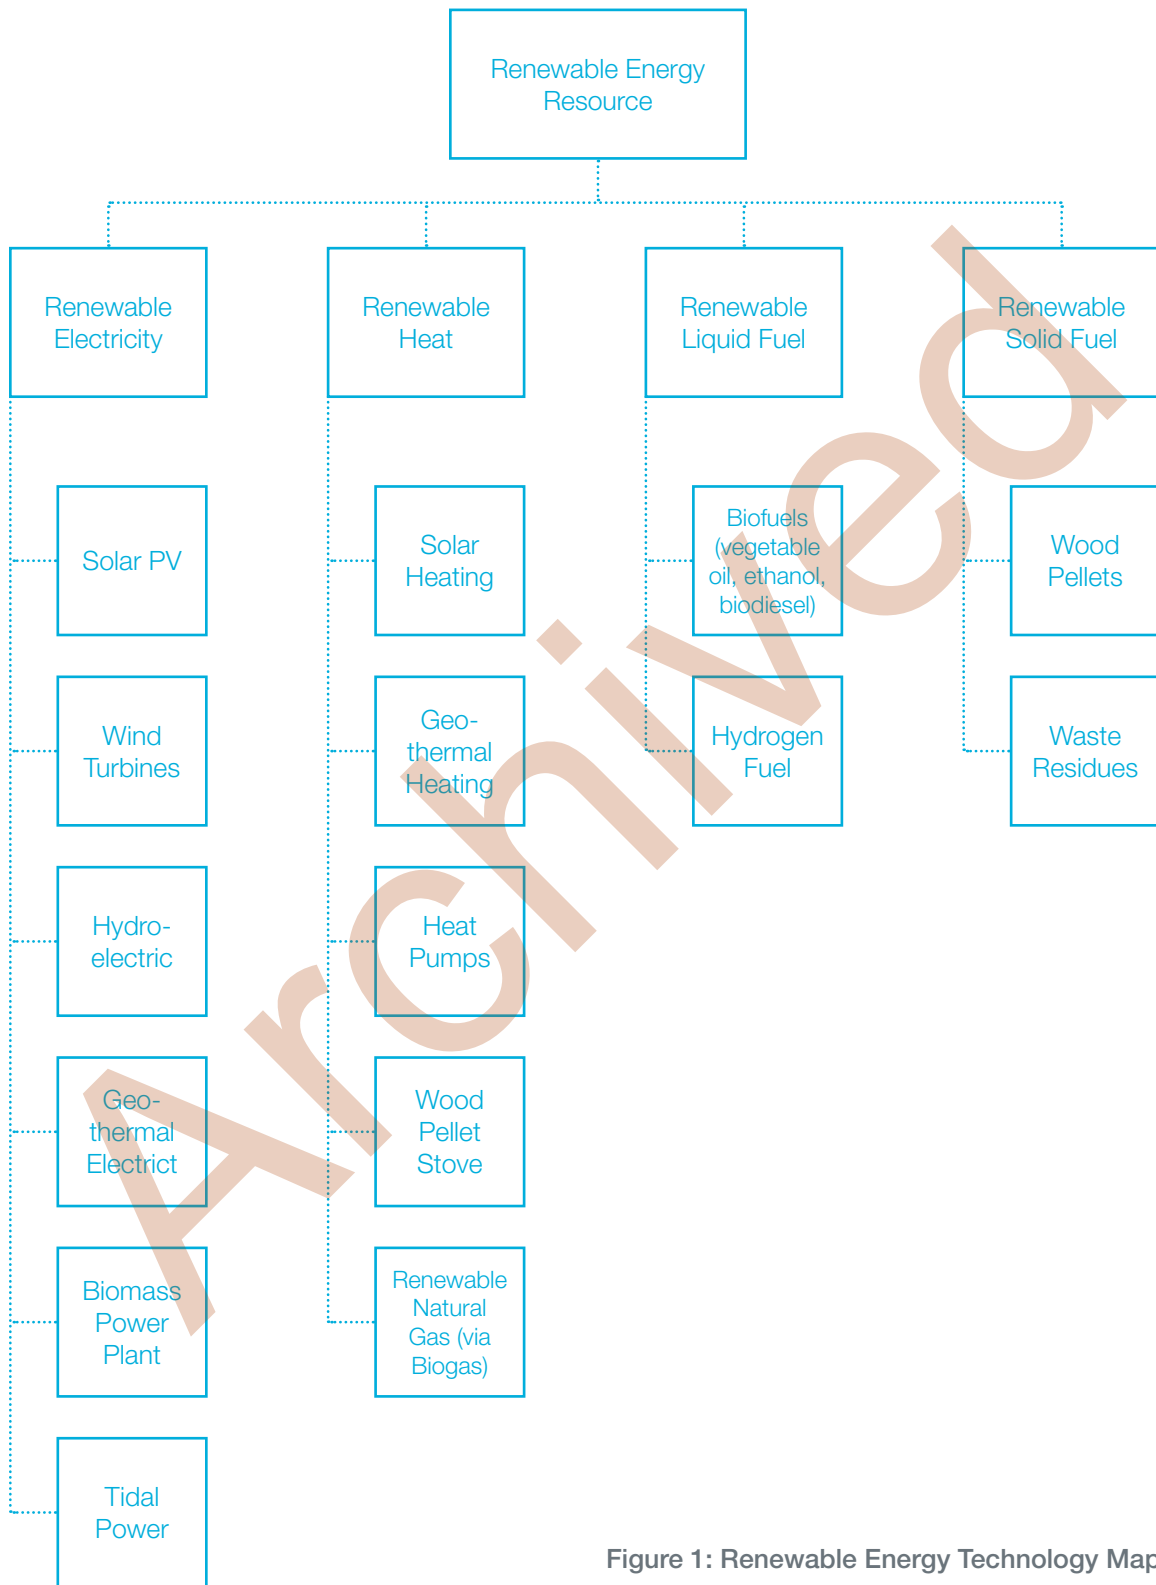 Renewable Energy
Resource
Renewable
Electricity
Renewable
Heat
Renewable
Liquid Fuel
Renewable
Solid Fuel
Solar PV
Wind
Turbines
Hydro-
electric
Geo-
thermal
Electrict
Biomass
Power
Plant
Tidal
Power
Solar
Heating
Geo-
thermal
Heating
Heat
Pumps
Wood
Pellet
Stove
Renewable
Natural
Gas (via
Biogas)
Biofuels
(vegetable
oil, ethanol,
biodiesel)
Hydrogen
Fuel
Wood
Pellets
Waste
Residues
Archived
Figure 1: Renewable Energy Technology Map